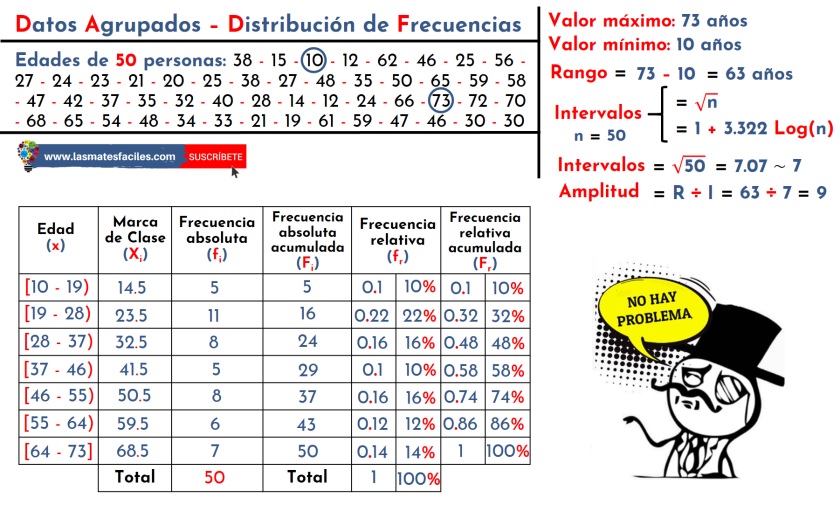 Datos Agrupados – Distribución de Frecuencias
Edades de 50 personas: 38 - 15 - 10 - 12 - 62 - 46 - 25 - 56 -
27 - 24 - 23 - 21 - 20 - 25 - 38 - 27 - 48 - 35 - 50 - 65 - 59 - 58
- 47 - 42 - 37 - 35 - 32 - 40 - 28 - 14 - 12 - 24 - 66 - 73 - 72 - 70
- 68 - 65 - 54 - 48 - 34 - 33 - 21 - 19 - 61 - 59 - 47 - 46 - 30 - 30
www.lasmatesfaciles.com SUSCRÍBETE
Valor máximo: 73 años
Valor mínimo: 10 años
Rango = 73 - 10 = 63 años
Intervalos = √n
n = 50 = 1 + 3.322 Log(n)
Intervalos = √50 = 7.07 ~ 7
Amplitud = R ÷ I = 63 ÷ 7 = 9
Edad (x) Marca de Clase (Xi) Frecuencia absoluta (fi) Frecuencia absoluta acumulada (Fi) Frecuencia relativa (fr) Frecuencia relativa acumulada (Fr)
[10 - 19) 14.5 5 5 0.1 10% 0.1 10%
[19 - 28) 23.5 11 16 0.22 22% 0.32 32%
[28 - 37) 32.5 8 24 0.16 16% 0.48 48%
[37 - 46) 41.5 5 29 0.1 10% 0.58 58%
[46 - 55) 50.5 8 37 0.16 16% 0.74 74%
[55 - 64) 59.5 6 43 0.12 12% 0.86 86%
[64 - 73] 68.5 7 50 0.14 14% 1 100%
Total 50 Total 1 100%
NO HAY
PROBLEMA